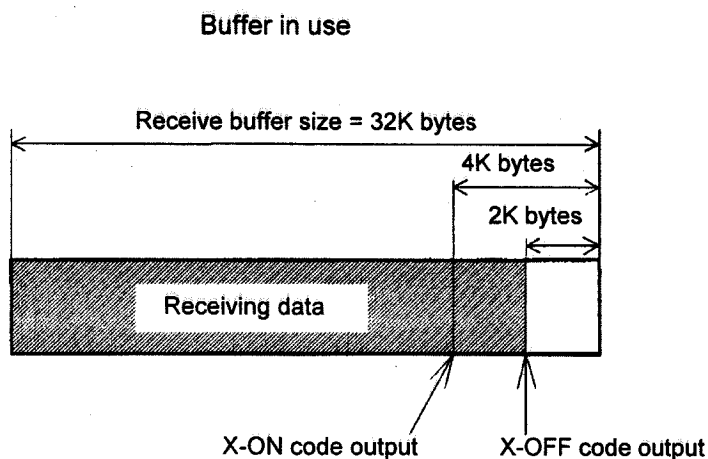 Buffer in use
Receive buffer size = 32K bytes
4K bytes
2K bytes
Receiving data
X-ON code output
X-OFF code output